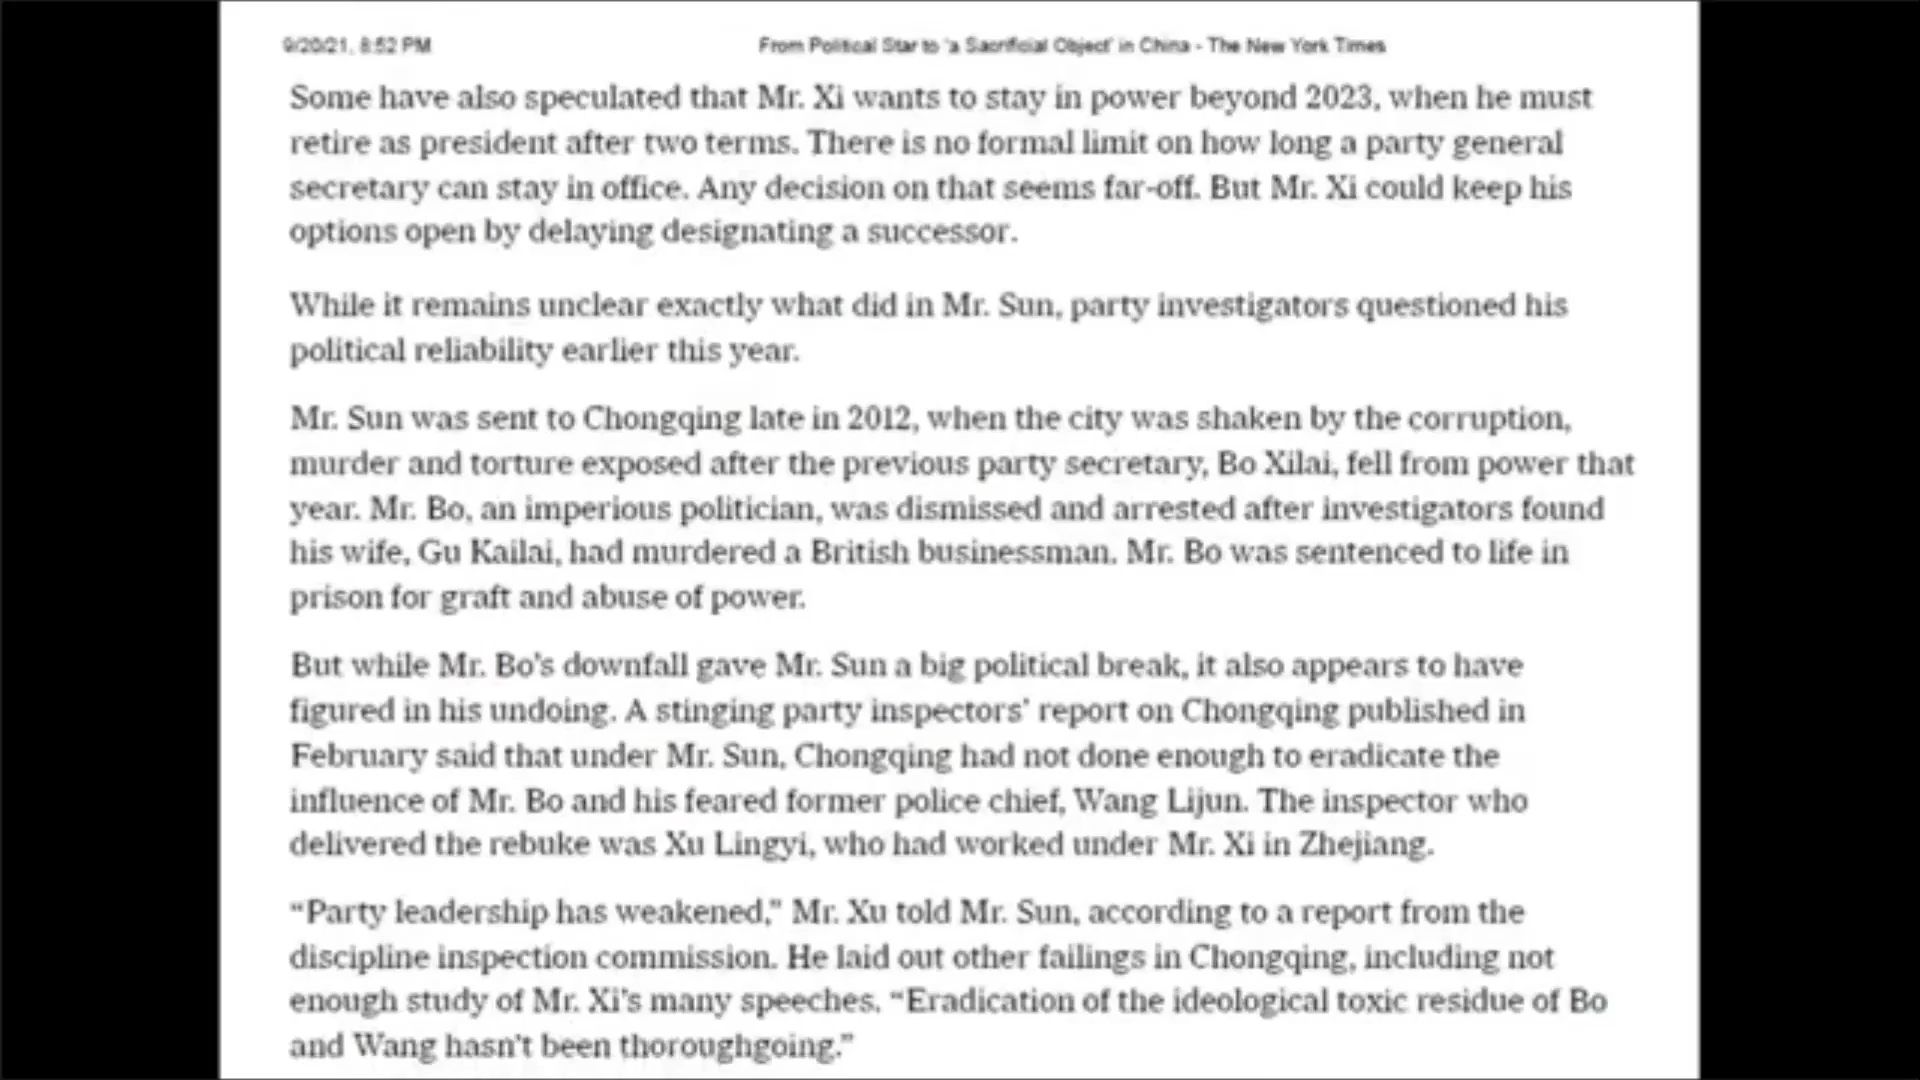 9/20/21, 8:52 PM
From Political Star to 'a Sacrificial Object' in China - The New York Times
Some have also speculated that Mr. Xi wants to stay in power beyond 2023, when he must
retire as president after two terms. There is no formal limit on how long a party general
secretary can stay in office. Any decision on that seems far-off. But Mr. Xi could keep his
options open by delaying designating a successor.
While it remains unclear exactly what did in Mr. Sun, party investigators questioned his
political reliability earlier this year.
Mr. Sun was sent to Chongqing late in 2012, when the city was shaken by the corruption,
murder and torture exposed after the previous party secretary, Bo Xilai, fell from power that
year. Mr. Bo, an imperious politician, was dismissed and arrested after investigators found
his wife, Gu Kailai, had murdered a British businessman. Mr. Bo was sentenced to life in
prison for graft and abuse of power.
But while Mr. Bo’s downfall gave Mr. Sun a big political break, it also appears to have
figured in his undoing. A stinging party inspectors’ report on Chongqing published in
February said that under Mr. Sun, Chongqing had not done enough to eradicate the
influence of Mr. Bo and his feared former police chief, Wang Lijun. The inspector who
delivered the rebuke was Xu Lingyi, who had worked under Mr. Xi in Zhejiang.
“Party leadership has weakened,” Mr. Xu told Mr. Sun, according to a report from the
discipline inspection commission. He laid out other failings in Chongqing, including not
enough study of Mr. Xi’s many speeches. “Eradication of the ideological toxic residue of Bo
and Wang hasn’t been thoroughgoing.”